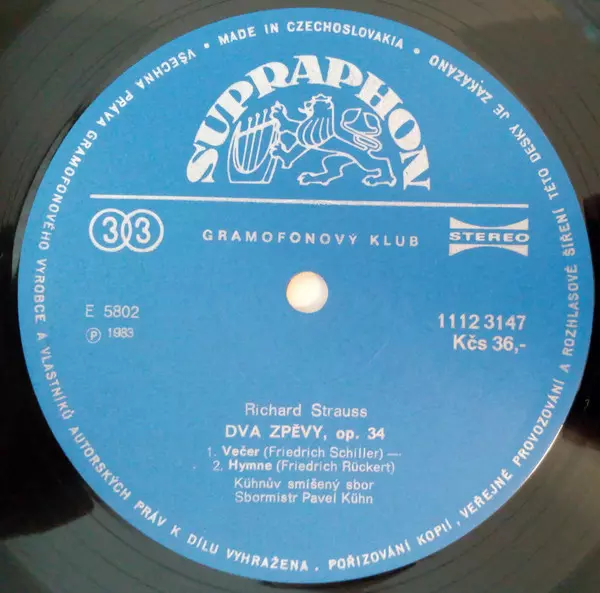 VŠECHNA PRÁVA GRAMOFONOVÉHO VÝROBCE A VLASTNÍKŮ AUTORSKÝCH PRÁV K DÍLU VYHRAŽENA. POŘIZOVÁNÍ KOPIÍ, VEŘEJNÉ PROVOZOVÁNÍ A ROZHLASOVÉ ŠÍŘENÍ TÉTO DESKY JE ZAKÁZÁNO • MADE IN CZECHOSLOVAKIA •
SUPRAPHON
33 GRAMOFONOVÝ KLUB STEREO
E 5802 1112 3147
℗ 1983 Kčs 36,-
Richard Strauss
DVA ZPĚVY, op. 34
1. Večer (Friedrich Schiller) —
2. Hymne (Friedrich Rückert)
Kühnův smíšený sbor
Sbormistr Pavel Kühn